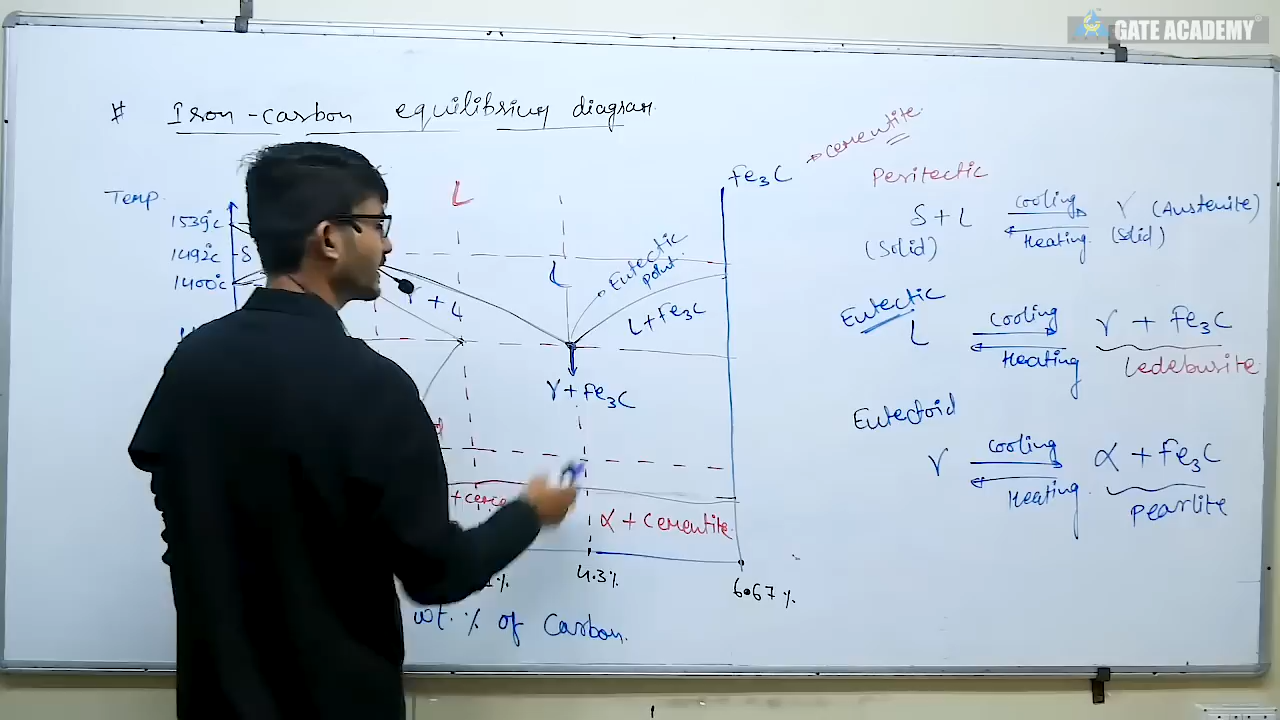 GATE ACADEMY
# Iron-carbon equilibrium diagram
Temp.
1539°c
1492°c
1400°c
δ
L
γ + L
L
Eutectic
point.
L+Fe3C
Fe3C → cementite
γ+Fe3C
α + cementite
4.3%
6.67 %
wt. % of carbon.
Peritectic
δ + L
cooling
Heating
γ (Austenite)
(solid)
(solid)
Eutectic
L
cooling
Heating
γ + Fe3C
Ledeburite
Eutectoid
γ
cooling
Heating
α + Fe3C
pearlite